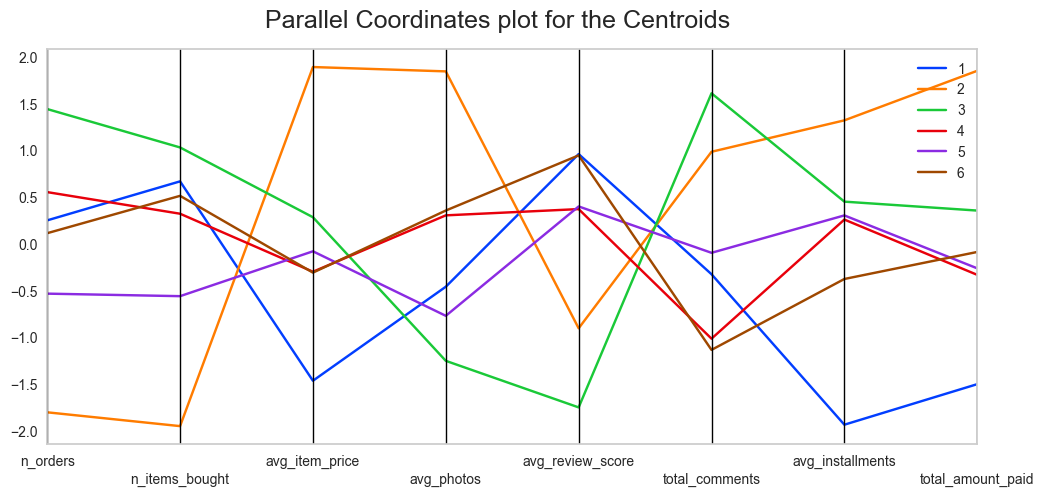 Parallel Coordinates plot for the Centroids
2.0
1.5
1.0
0.5
0.0
−0.5
−1.0
−1.5
−2.0
1
2
3
4
5
6
n_orders
n_items_bought
avg_item_price
avg_photos
avg_review_score
total_comments
avg_installments
total_amount_paid